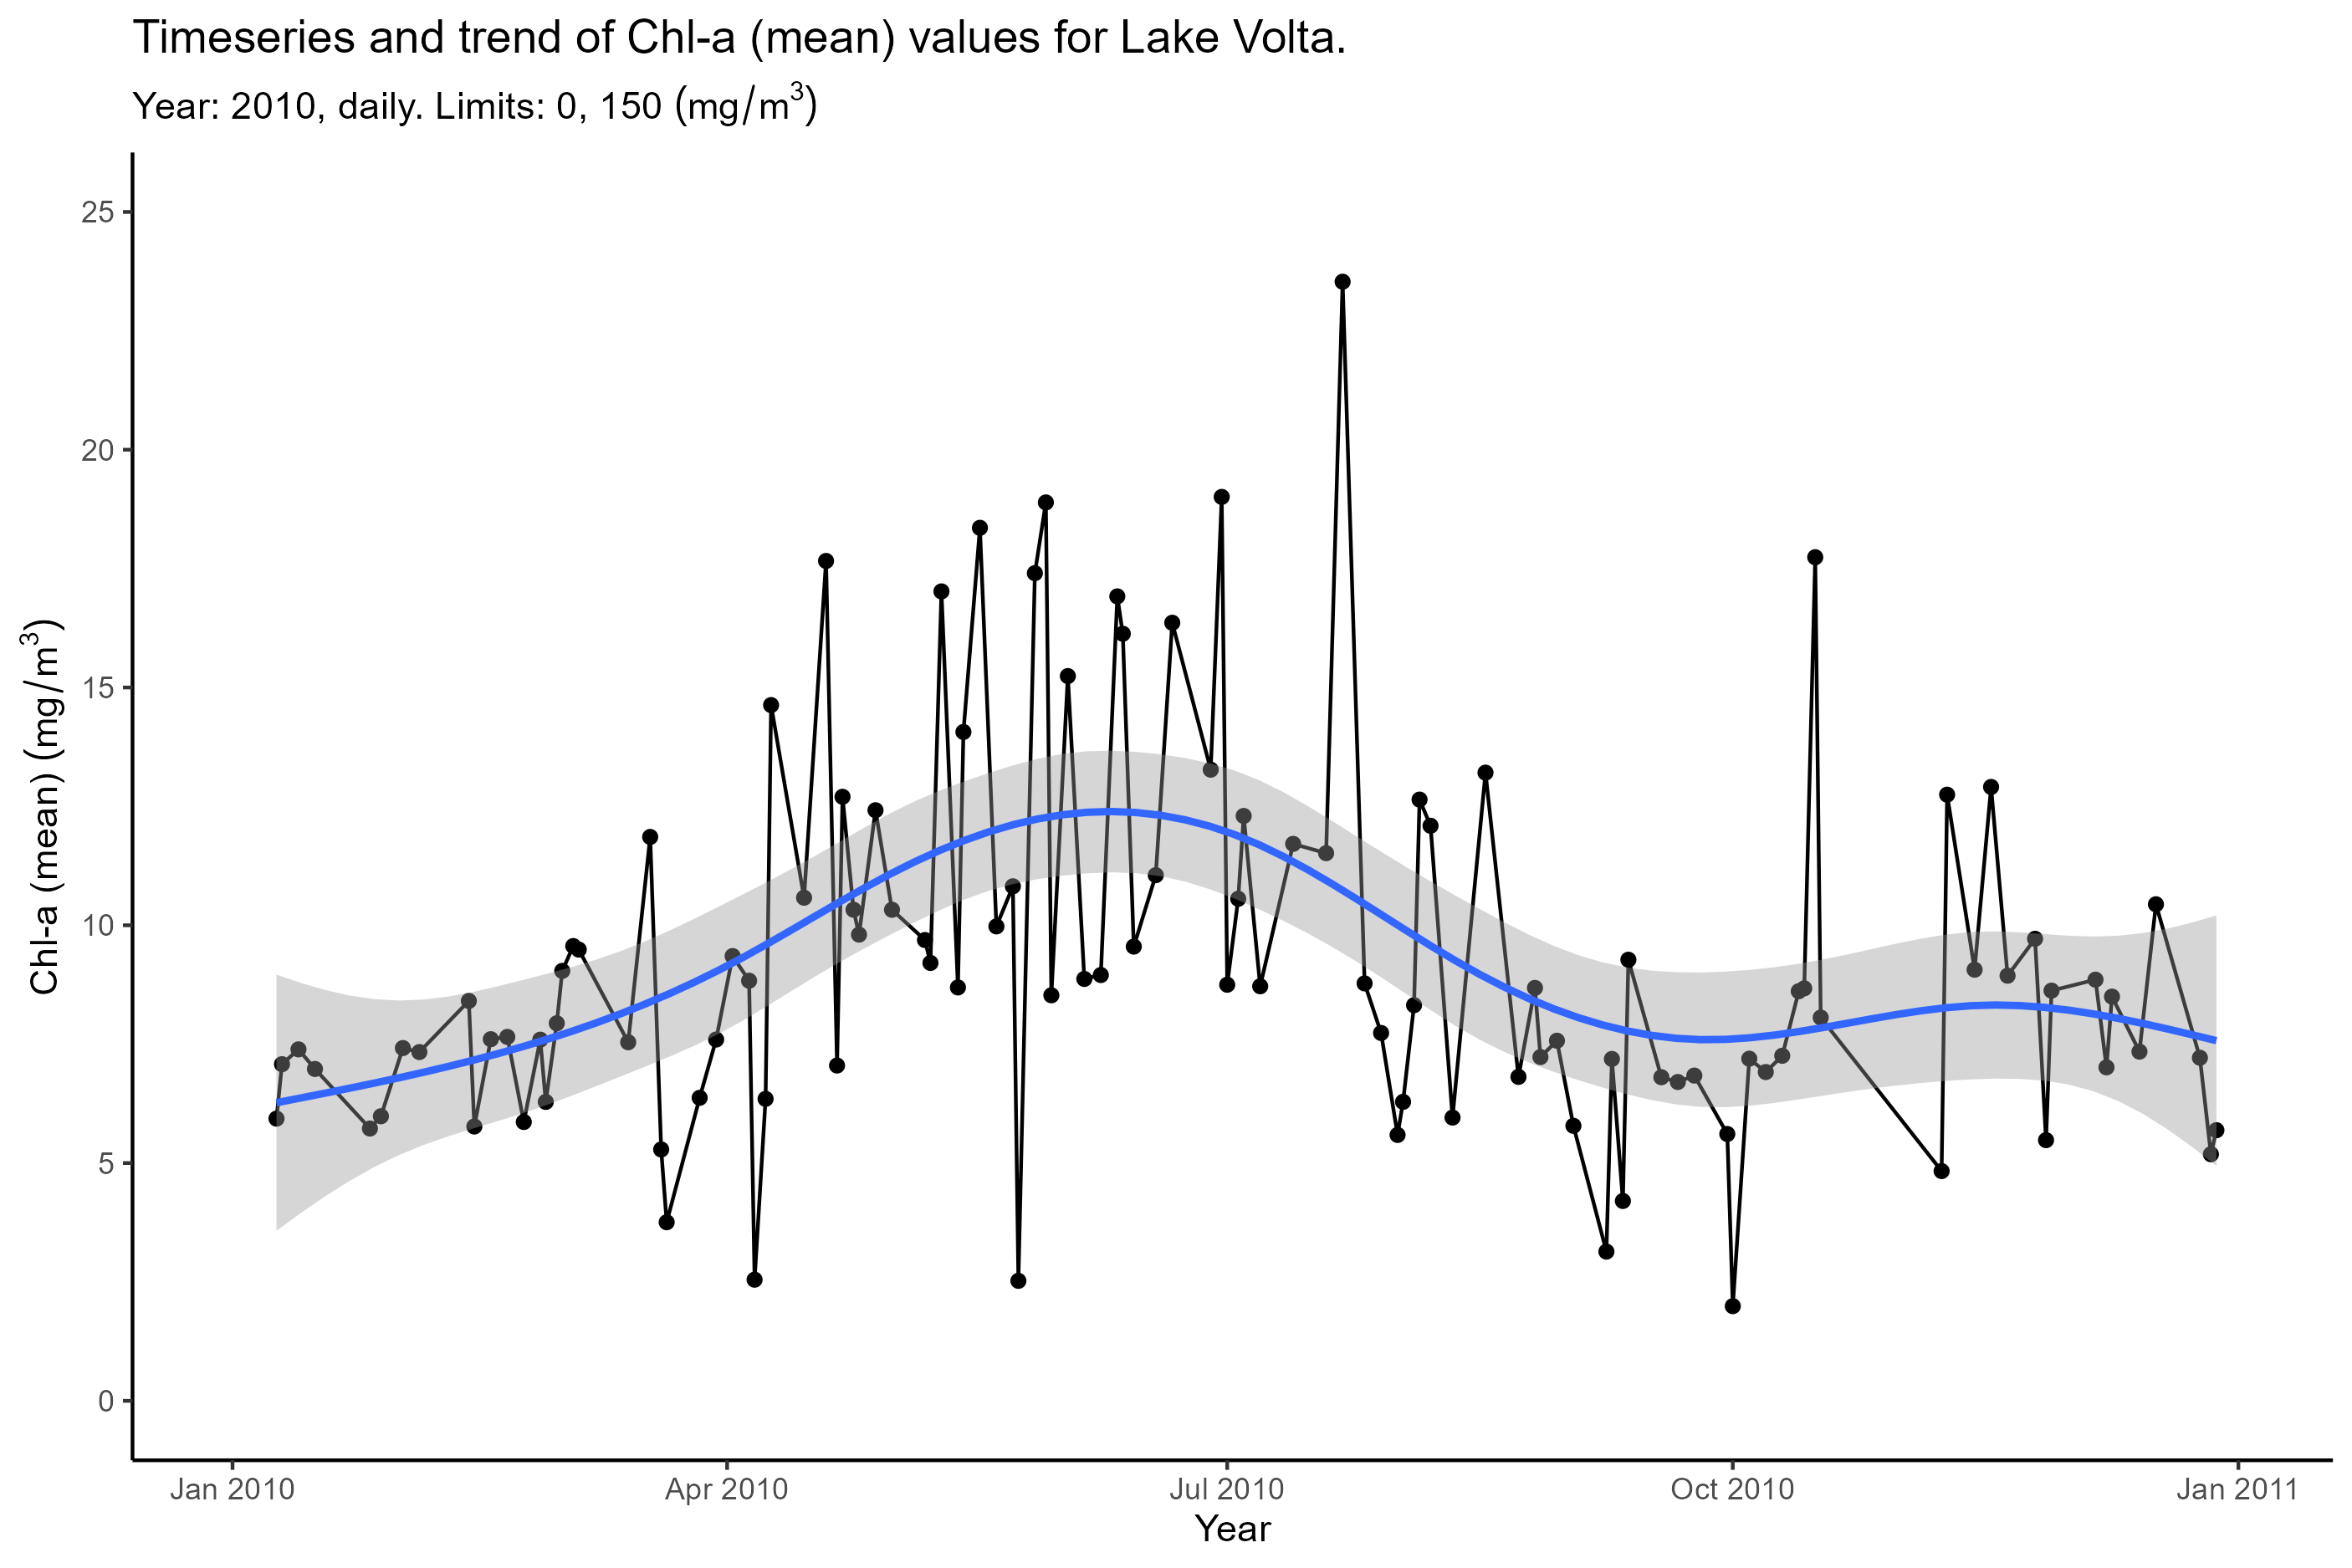 Timeseries and trend of Chl-a (mean) values for Lake Volta.
Year: 2010, daily. Limits: 0, 150 (mg/m³)
25
20
15
10
5
0
Chl-a (mean) (mg/m³)
Jan 2010 Apr 2010 Jul 2010 Oct 2010 Jan 2011
Year